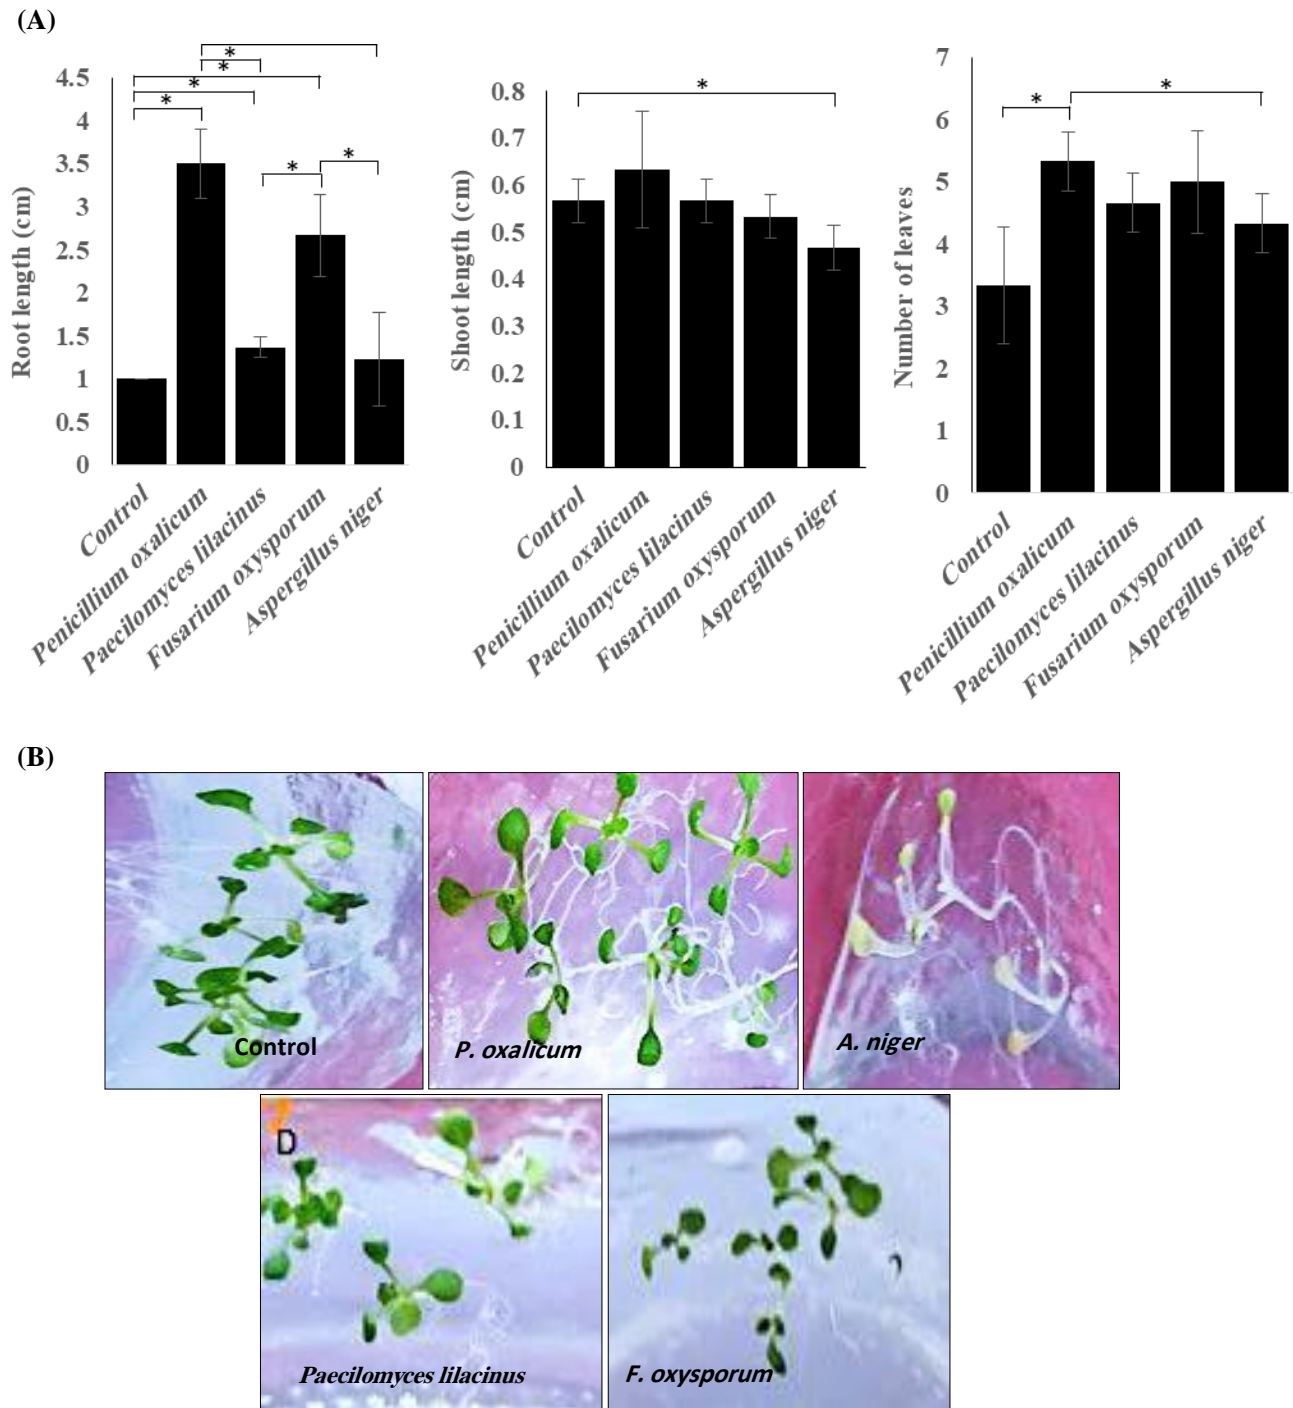 (A)
* * * * * * *
Root length (cm)
4.5
4
3.5
3
2.5
2
1.5
1
0.5
0
Control
Penicillium oxalicum
Paecilomyces lilacinus
Fusarium oxysporum
Aspergillus niger
*
Shoot length (cm)
0.8
0.7
0.6
0.5
0.4
0.3
0.2
0.1
0
Control
Penicillium oxalicum
Paecilomyces lilacinus
Fusarium oxysporum
Aspergillus niger
* *
Number of leaves
7
6
5
4
3
2
1
0
Control
Penicillium oxalicum
Paecilomyces lilacinus
Fusarium oxysporum
Aspergillus niger
(B)
Control
P. oxalicum
A. niger
D
Paecilomyces lilacinus
F. oxysporum